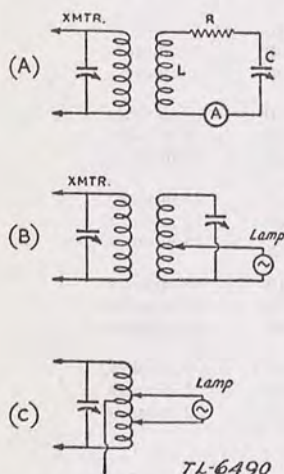 XMTR.
R
(A)
L
C
A
XMTR.
(B)
Lamp
(C)
Lamp
TL-6490